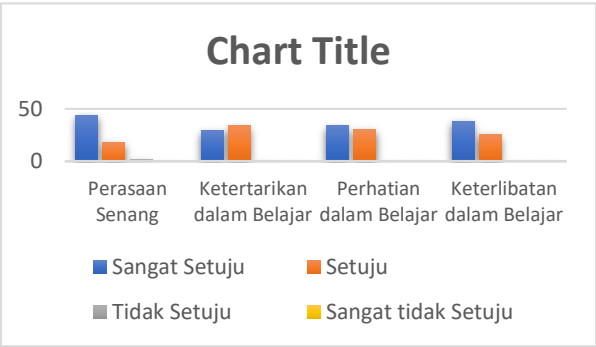 Chart Title
50
0
Perasaan Senang
Ketertarikan dalam Belajar
Perhatian dalam Belajar
Keterlibatan dalam Belajar
Sangat Setuju
Setuju
Tidak Setuju
Sangat tidak Setuju